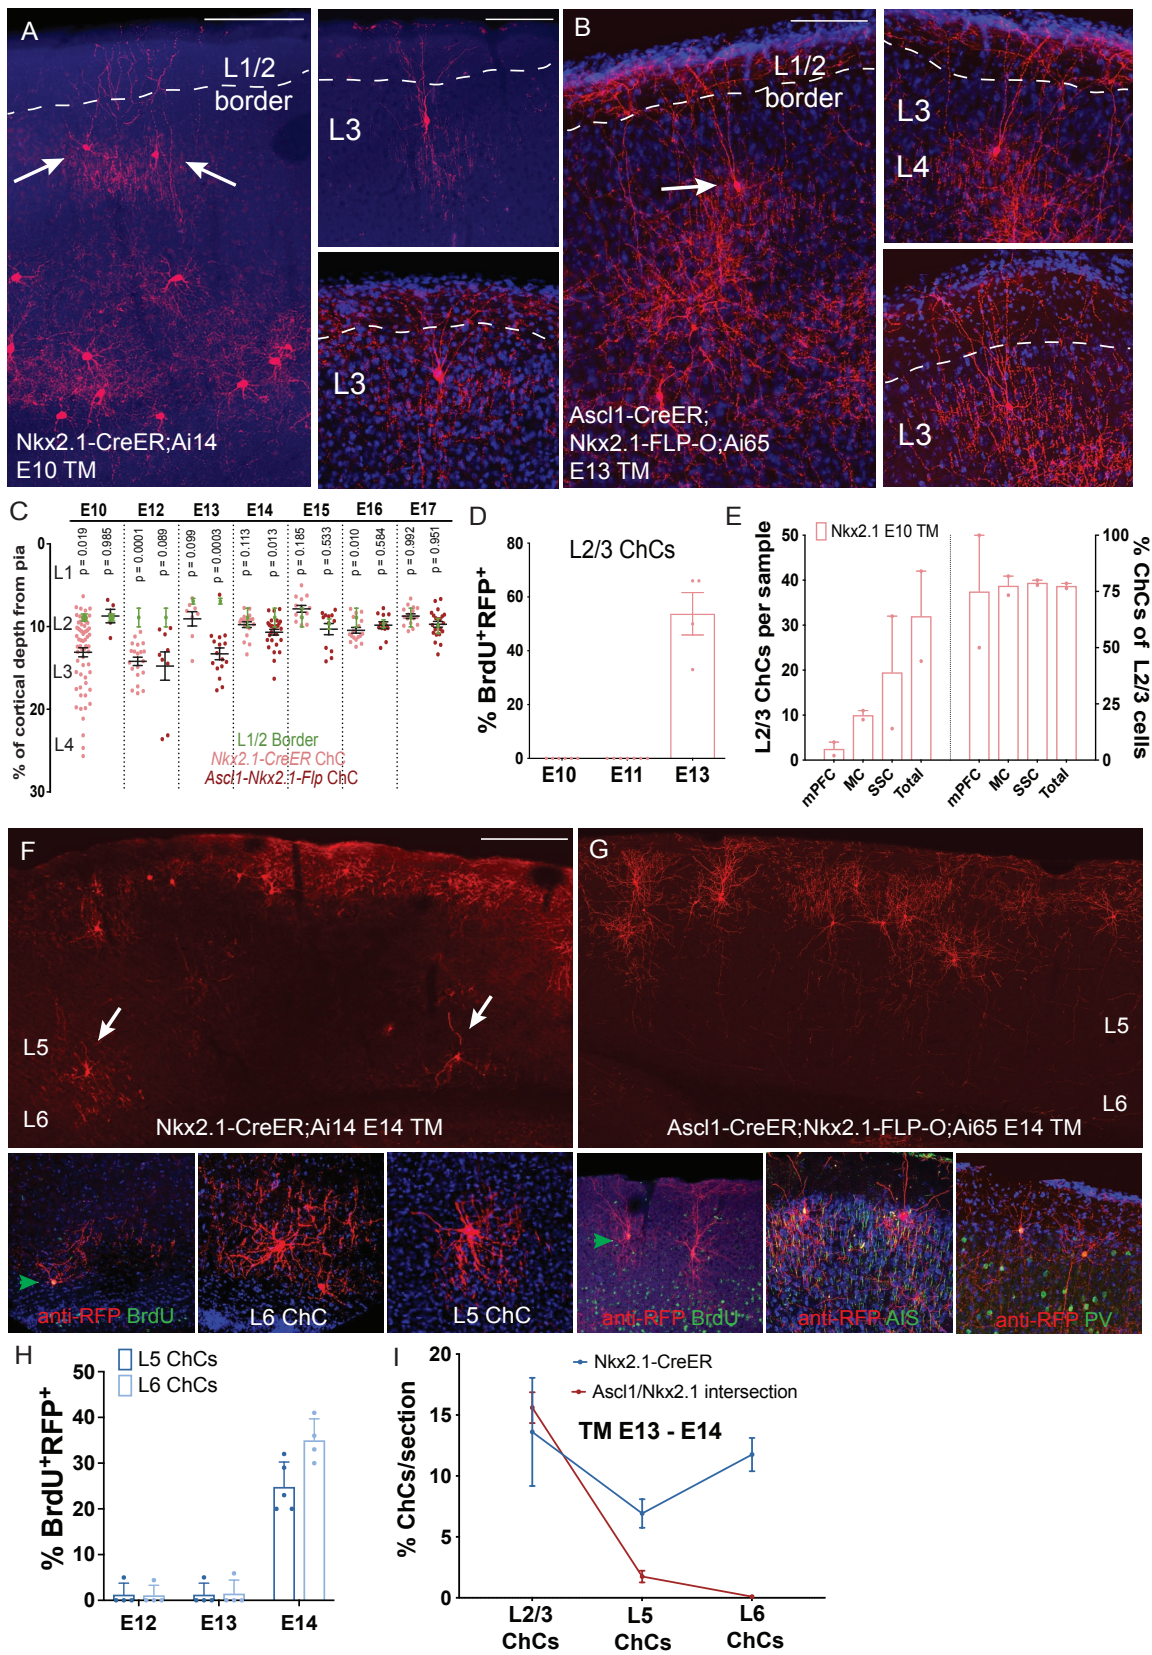 A
L1/2
border
Nkx2.1-CreER;Ai14
E10 TM
L3
L3
B
L1/2
border
Ascl1-CreER;
Nkx2.1-FLP-O;Ai65
E13 TM
L3
L4
L3
C
E10 E12 E13 E14 E15 E16 E17
p = 0.019 p = 0.985 p = 0.0001 p = 0.089 p = 0.099 p = 0.0003 p = 0.113 p = 0.013 p = 0.185 p = 0.533 p = 0.010 p = 0.584 p = 0.992 p = 0.951
% of cortical depth from pia
0
L1
L2
10
L3
20
L4
30
L1/2 Border
Nkx2.1-CreER ChC
Ascl1-Nkx2.1-Flp ChC
D
L2/3 ChCs
% BrdU+RFP+
80
60
40
20
0
E10 E11 E13
E
Nkx2.1 E10 TM
L2/3 ChCs per sample
50
40
30
20
10
0
mPFC MC SSC Total mPFC MC SSC Total
100
75
50
25
0
% ChCs of L2/3 cells
F
L5
L6
Nkx2.1-CreER;Ai14 E14 TM
G
L5
L6
Ascl1-CreER;Nkx2.1-FLP-O;Ai65 E14 TM
anti-RFP BrdU
L6 ChC
L5 ChC
anti-RFP BrdU
anti-RFP AIS
anti-RFP PV
H
L5 ChCs
L6 ChCs
% BrdU+RFP+
50
40
30
20
10
0
E12 E13 E14
I
Nkx2.1-CreER
Ascl1/Nkx2.1 intersection
TM E13 - E14
% ChCs/section
20
15
10
5
0
L2/3 L5 L6
ChCs ChCs ChCs